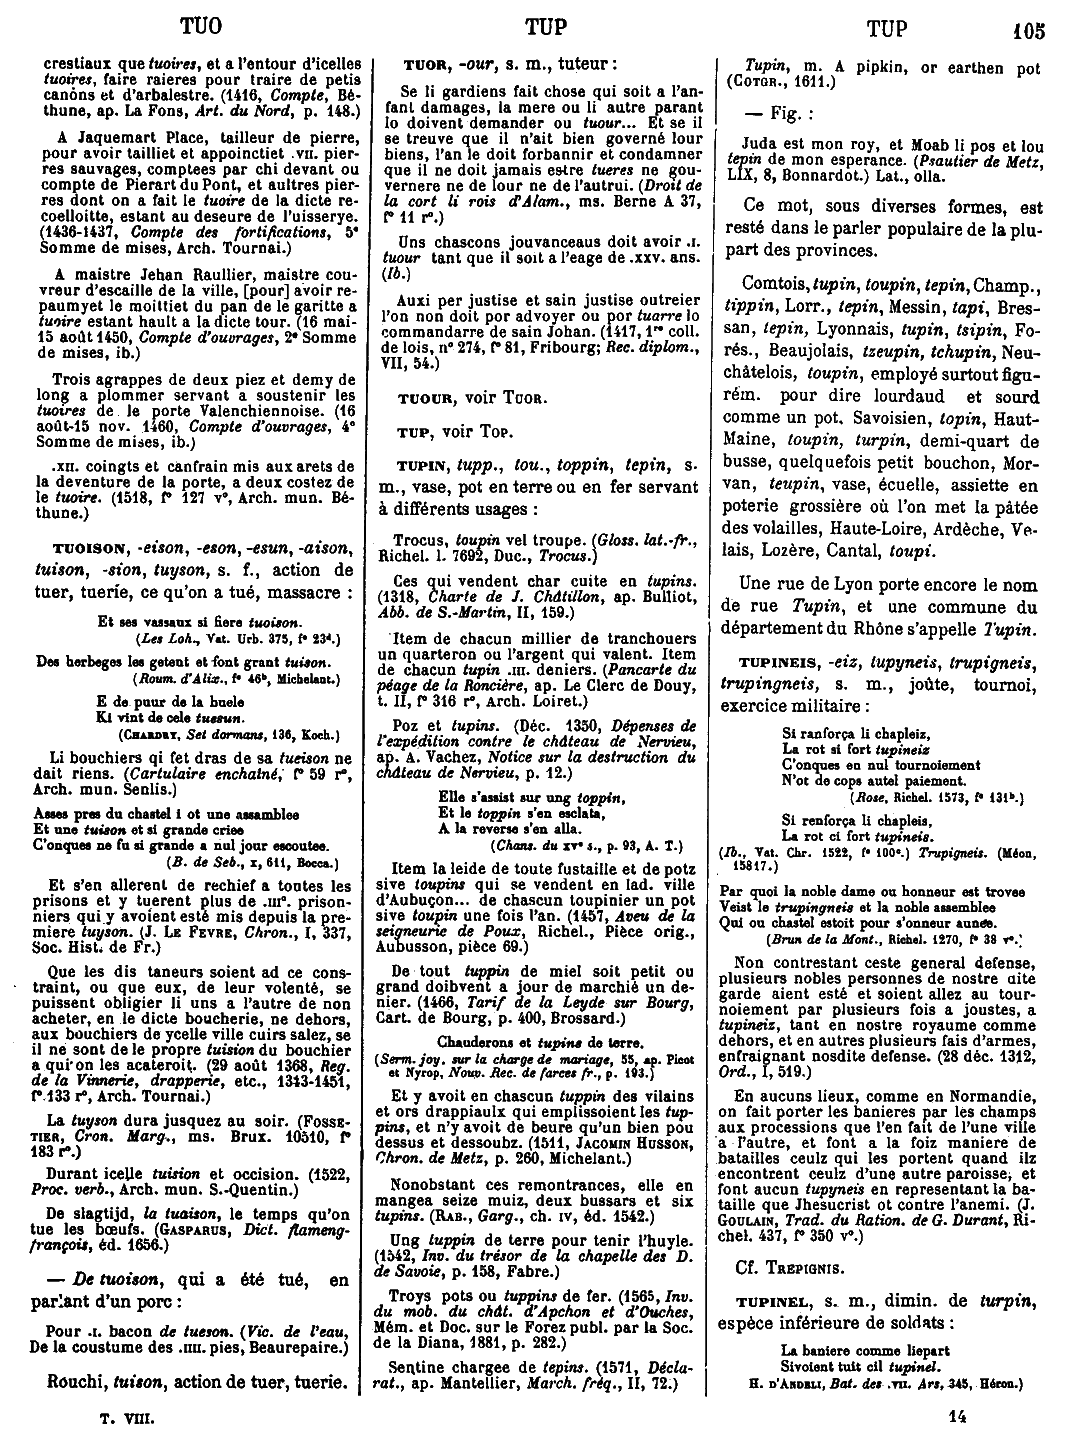 TUO
TUP
TUP
105
crestiaux que tuoires, et a l'entour d'icelles
tuoires, faire raieres pour traire de petis
canons et d'arbalestre. (1416, Compte, Bé-
thune, ap. La Fons, Art. du Nord, p. 148.)
A Jaquemart Place, tailleur de pierre,
pour avoir tailliet et appoinctiet .VII. pier-
res sauvages, comptees par chi devant ou
compte de Pierart du Pont, et aultres pier-
res dont on a fait le tuoire de la dicte re-
coelloitte, estant au deseure de l'uisserye.
(1436-1437, Compte des fortifications, 5e
Somme de mises, Arch. Tournai.)
A maistre Jehan Raullier, maistre cou-
vreur d'escaille de la ville, [pour] avoir re-
paumyet le moittiet du pan de le garitte a
tuoire estant hault a la dicte tour. (16 mai-
15 août 1450, Compte d'ouvrages, 2e Somme
de mises, ib.)
Trois agrappes de deux piez et demy de
long a plommer servant a soustenir les
tuoires de le porte Valenchiennoise. (16
août-15 nov. 1460, Compte d'ouvrages, 4e
Somme de mises, ib.)
.XII. coingts et canfrain mis aux arets de
la deventure de la porte, a deux costez de
le tuoire. (1518, f° 127 v°, Arch. mun. Bé-
thune.)
TUOISON, -eison, -eson, -esun, -aison,
tuison, -sion, tuyson, s. f., action de
tuer, tuerie, ce qu'on a tué, massacre :
Et ses vassaux si fiere tuoison.
(Les Loh., Vat. Urb. 375, f° 23d.)
Des herbeges les getent et font grant tuison.
(Roum. d'Alix., f° 46b, Michelant.)
E de puur de la buele
Ki vint de cele tuesun.
(CHARDRY, Set dormans, 136, Koch.)
Li bouchiers qi fet dras de sa tueison ne
dait riens. (Cartulaire enchaîné, f° 59 r°,
Arch. mun. Senlis.)
Asses pres du chastel i ot une assamblee
Et une tuison et si grande criee
C'onques ne fu si grande a nul jour escoutee.
(B. de Seb., X, 611, Bocca.)
Et s'en allerent de rechief a toutes les
prisons et y tuerent plus de .IIIc. prison-
niers qui y avoient esté mis depuis la pre-
miere tuyson. (J. LE FEVRE, Chron., I, 337,
Soc. Hist. de Fr.)
Que les dis taneurs soient ad ce cons-
traint, ou que eux, de leur volenté, se
puissent obligier li uns a l'autre de non
acheter, en le dicte boucherie, ne dehors,
aux bouchiers de ycelle ville cuirs salez, se
il ne sont de le propre tuision du bouchier
a qui on les acateroit. (29 août 1368, Reg.
de la Vinnerie, drapperie, etc., 1343-1451,
f° 133 r°, Arch. Tournai.)
La tuyson dura jusquez au soir. (FOSSE-
TIER, Cron. Marg., ms. Brux. 10510, f°
183 r°.)
Durant icelle tuision et occision. (1522,
Proc. verb., Arch. mun. S.-Quentin.)
De slagtijd, la tuaison, le temps qu'on
tue les bœufs. (GASPARUS, Dict. flameng-
françois, éd. 1656.)
— De tuoison, qui a été tué, en
parlant d'un porc :
Pour .I. bacon de tueson. (Vic. de l'eau,
De la coustume des .IIII. pies, Beaurepaire.)
Rouchi, tuison, action de tuer, tuerie.
TUOR, -our, s. m., tuteur :
Se li gardiens fait chose qui soit a l'an-
fant damages, la mere ou li autre parant
lo doivent demander ou tuour... Et se il
se treuve que il n'ait bien governé lour
biens, l'an le doit forbannir et condamner
que il ne doit jamais estre tueres ne gou-
vernere ne de lour ne de l'autrui. (Droit de
la cort li rois d'Alam., ms. Berne A 37,
f° 11 r°.)
Uns chascons jouvanceaus doit avoir .I.
tuour tant que il soit a l'eage de .XXV. ans.
(Ib.)
Auxi per justise et sain justise outreier
l'on non doit por advoyer ou por tuarre lo
commandarre de sain Johan. (1417, 1re coll.
de lois, n° 274, f° 81, Fribourg; Rec. diplom.,
VII, 54.)
TUOUR, voir TUOR.
TUP, voir TOP.
TUPIN, tupp., tou., toppin, tepin, s.
m., vase, pot en terre ou en fer servant
à différents usages :
Trocus, toupin vel troupe. (Gloss. lat.-fr.,
Richel. l. 7692, Duc., Trocus.)
Ces qui vendent char cuite en tupins.
(1318, Charte de J. Châtillon, ap. Bulliot,
Abb. de S.-Martin, II, 159.)
Item de chacun millier de tranchouers
un quarteron ou l'argent qui valent. Item
de chacun tupin .III. deniers. (Pancarte du
péage de la Roncière, ap. Le Clerc de Douy,
t. II, f° 316 r°, Arch. Loiret.)
Poz et tupins. (Déc. 1350, Dépenses de
l'expédition contre le château de Nervieu,
ap. A. Vachez, Notice sur la destruction du
château de Nervieu, p. 12.)
Elle s'assist sur ung toppin,
Et le toppin s'en esclata,
A la reverse s'en alla.
(Chans. du XVe s., p. 93, A. T.)
Item la leide de toute fustaille et de potz
sive toupins qui se vendent en lad. ville
d'Aubuçon... de chascun toupinier un pot
sive toupin une fois l'an. (1457, Aveu de la
seigneurie de Poux, Richel., Pièce orig.,
Aubusson, pièce 69.)
De tout tuppin de miel soit petit ou
grand doibvent a jour de marchié un de-
nier. (1466, Tarif de la Leyde sur Bourg,
Cart. de Bourg, p. 400, Brossard.)
Chauderons et tupins de terre.
(Serm. joy. sur la charge de mariage, 55, ap. Picot
et Nyrop, Nouv. Rec. de farces fr., p. 193.)
Et y avoit en chascun tuppin des vilains
et ors drappiaulx qui emplissoient les tup-
pins, et n'y avoit de beure qu'un bien pou
dessus et dessoubz. (1511, JACOMIN HUSSON,
Chron. de Metz, p. 260, Michelant.)
Nonobstant ces remontrances, elle en
mangea seize muiz, deux bussars et six
tupins. (RAB., Garg., ch. IV, éd. 1542.)
Ung tuppin de terre pour tenir l'huyle.
(1542, Inv. du trésor de la chapelle des D.
de Savoie, p. 158, Fabre.)
Troys pots ou tuppins de fer. (1565, Inv.
du mob. du chât. d'Apchon et d'Ouches,
Mém. et Doc. sur le Forez publ. par la Soc.
de la Diana, 1881, p. 282.)
Sentine chargee de tepins. (1571, Décla-
rat., ap. Mantellier, March. fréq., II, 72.)
Tupin, m. A pipkin, or earthen pot
(COTGR., 1611.)
— Fig. :
Juda est mon roy, et Moab li pos et lou
tepin de mon esperance. (Psautier de Metz,
LIX, 8, Bonnardot.) Lat., olla.
Ce mot, sous diverses formes, est
resté dans le parler populaire de la plu-
part des provinces.
Comtois, tupin, toupin, tepin, Champ.,
tippin, Lorr., tepin, Messin, tapi, Bres-
san, tepin, Lyonnais, tupin, tsipin, Fo-
rés., Beaujolais, tzeupin, tchupin, Neu-
châtelois, toupin, employé surtout figu-
rém. pour dire lourdaud et sourd
comme un pot. Savoisien, topin, Haut-
Maine, toupin, turpin, demi-quart de
busse, quelquefois petit bouchon, Mor-
van, teupin, vase, écuelle, assiette en
poterie grossière où l'on met la pâtée
des volailles, Haute-Loire, Ardèche, Ve-
lais, Lozère, Cantal, toupi.
Une rue de Lyon porte encore le nom
de rue Tupin, et une commune du
département du Rhône s'appelle Tupin.
TUPINEIS, -eiz, tupyneis, trupigneis,
trupingneis, s. m., joûte, tournoi,
exercice militaire :
Si ranforça li chapleiz,
La rot si fort tupineiz
C'onques en nul tournoiement
N'ot de cops autel paiement.
(Rose, Richel. 1573, f° 131b.)
Si renforça li chapleis,
La rot ci fort tupineis.
(Ib., Vat. Chr. 1522, f° 100c.) Trupigneis. (Méon,
15817.)
Par quoi la noble dame ou honneur est trovee
Veist le trupingneis et la noble assemblee
Qui ou chastel estoit pour s'onneur aunée.
(Brun de la Mont., Richel. 1270, f° 38 v°.)
Non contrestant ceste general defense,
plusieurs nobles personnes de nostre dite
garde aient esté et soient allez au tour-
noiement par plusieurs fois a joustes, a
tupineiz, tant en nostre royaume comme
dehors, et en autres plusieurs fais d'armes,
enfraignant nosdite defense. (28 déc. 1312,
Ord., I, 519.)
En aucuns lieux, comme en Normandie,
on fait porter les banieres par les champs
aux processions que l'en fait de l'une ville
a l'autre, et font a la foiz maniere de
batailles ceulz qui les portent quand ilz
encontrent ceulz d'une autre paroisse, et
font aucun tupyneis en representant la ba-
taille que Jhesucrist ot contre l'anemi. (J.
GOULAIN, Trad. du Ration. de G. Durant, Ri-
chel. 437, f° 350 v°.)
Cf. TREPIGNIS.
TUPINEL, s. m., dimin. de turpin,
espèce inférieure de soldats :
La baniere comme liepart
Sivoient tuit cil tupinel.
H. D'ANDELI, Bat. des .VII. Ars, 345, Héron.)
T. VIII.
14